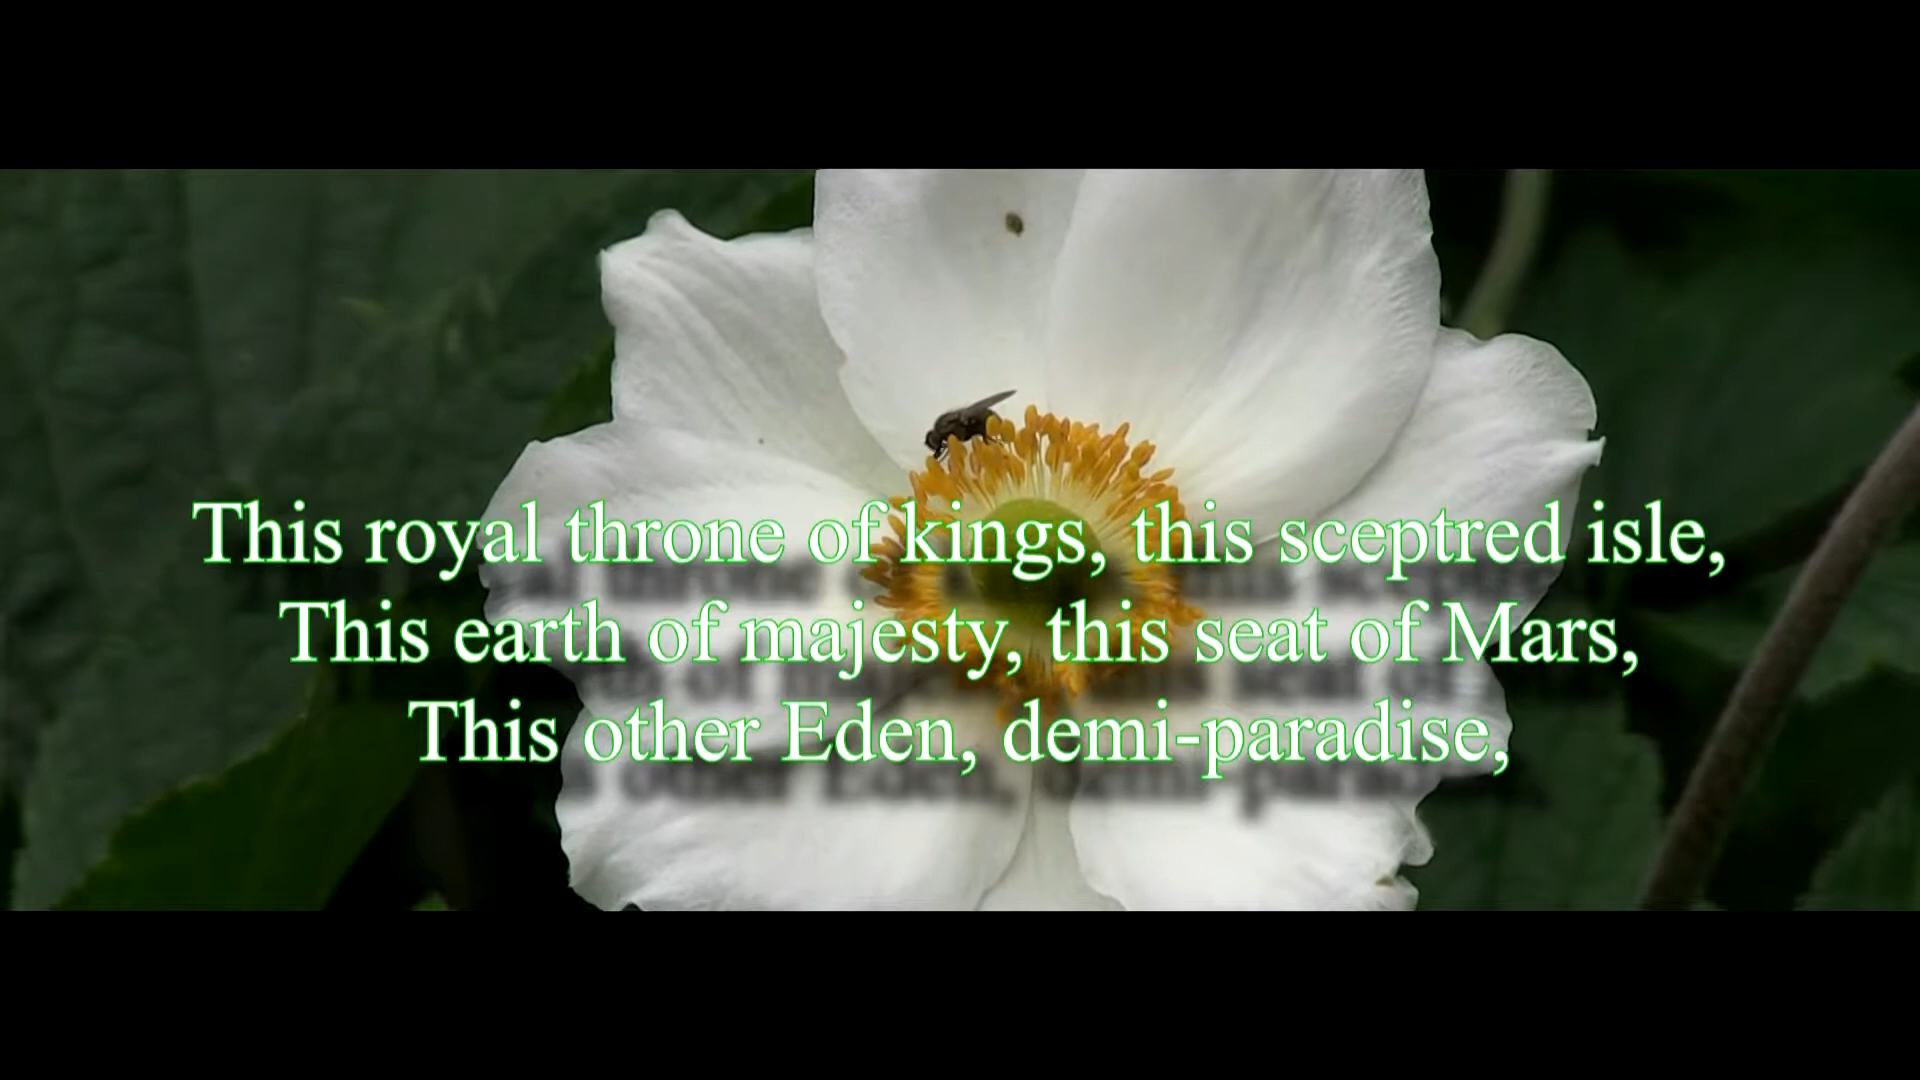 This royal throne of kings, this sceptred isle,
This earth of majesty, this seat of Mars,
This other Eden, demi-paradise,